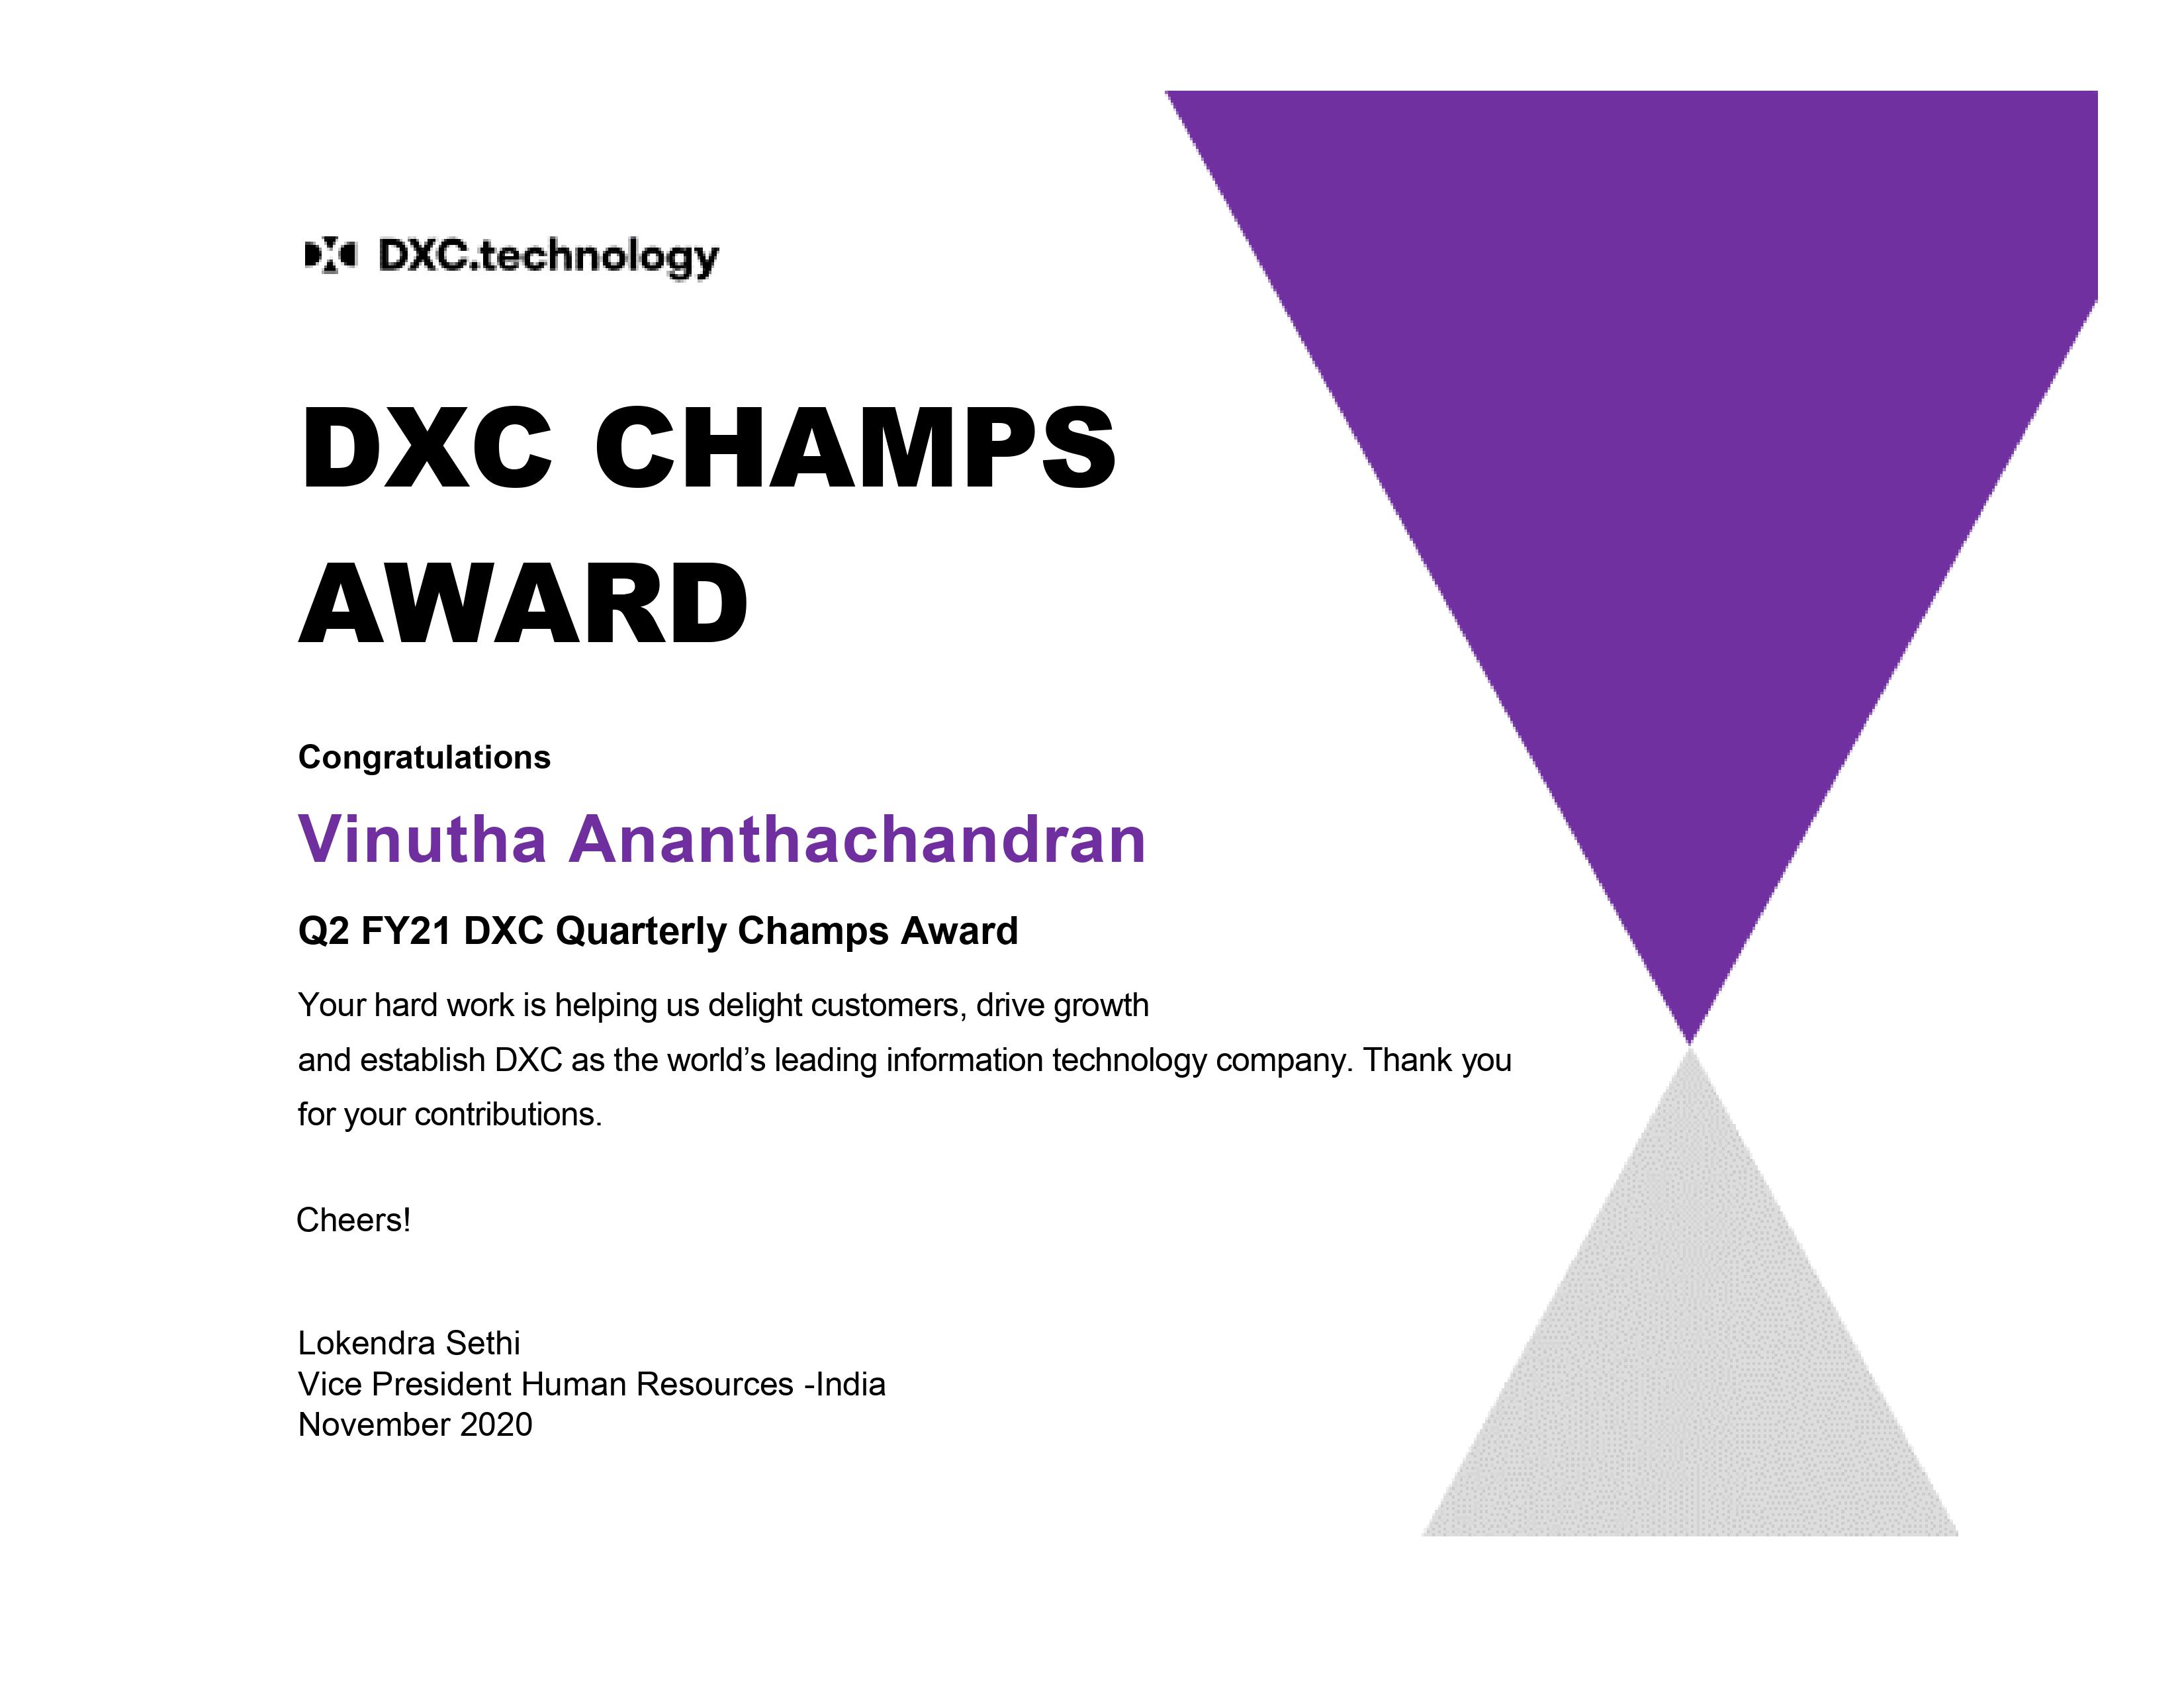 DXC.technology
DXC CHAMPS
AWARD
Congratulations
Vinutha Ananthachandran
Q2 FY21 DXC Quarterly Champs Award
Your hard work is helping us delight customers, drive growth
and establish DXC as the world’s leading information technology company. Thank you
for your contributions.
Cheers!
Lokendra Sethi
Vice President Human Resources -India
November 2020